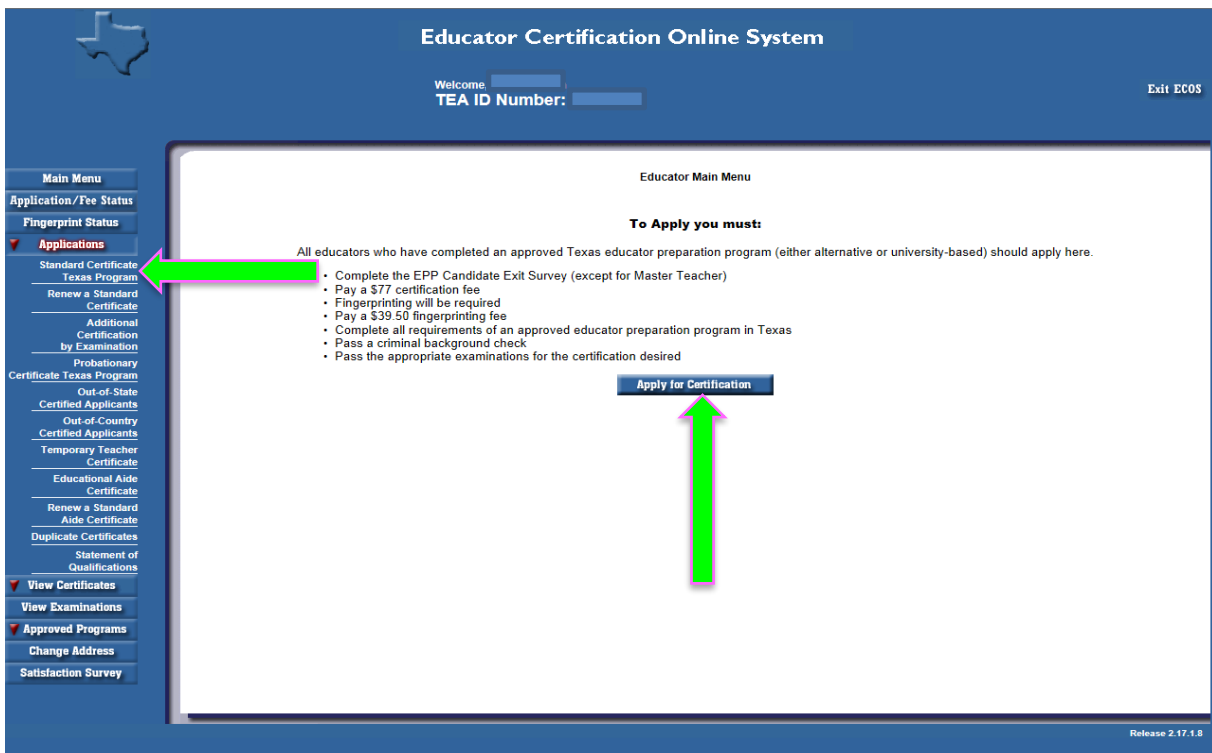 Educator Certification Online System
Welcome,
TEA ID Number:
Exit ECOS
Main Menu
Application/Fee Status
Fingerprint Status
Applications
Standard Certificate
Texas Program
Renew a Standard
Certificate
Additional
Certification
by Examination
Probationary
Certificate Texas Program
Out-of-State
Certified Applicants
Out-of-Country
Certified Applicants
Temporary Teacher
Certificate
Educational Aide
Certificate
Renew a Standard
Aide Certificate
Duplicate Certificates
Statement of
Qualifications
View Certificates
View Examinations
Approved Programs
Change Address
Satisfaction Survey
Educator Main Menu
To Apply you must:
All educators who have completed an approved Texas educator preparation program (either alternative or university-based) should apply here.
• Complete the EPP Candidate Exit Survey (except for Master Teacher)
• Pay a $77 certification fee
• Fingerprinting will be required
• Pay a $39.50 fingerprinting fee
• Complete all requirements of an approved educator preparation program in Texas
• Pass a criminal background check
• Pass the appropriate examinations for the certification desired
Apply for Certification
Release 2.17.1.8